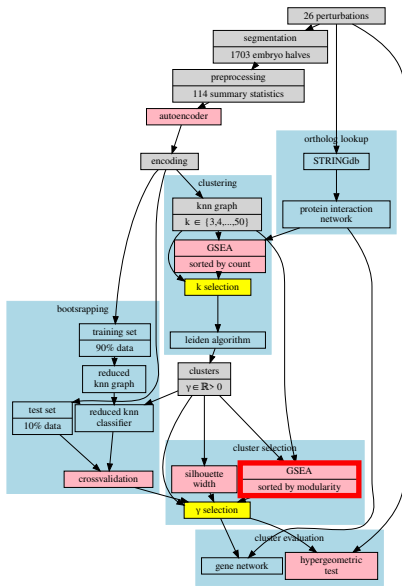 26 perturbations
segmentation
1703 embryo halves
preprocessing
114 summary statistics
autoencoder
ortholog lookup
encoding
STRINGdb
clustering
knn graph
k ∈ {3,4,...,50}
protein interaction
network
GSEA
sorted by count
k selection
bootsrapping
training set
90% data
leiden algorithm
reduced
knn graph
clusters
γ ∈ ℝ > 0
test set
10% data
reduced knn
classifier
cluster selection
crossvalidation
silhouette
width
GSEA
sorted by modularity
γ selection
cluster evaluation
gene network
hypergeometric
test